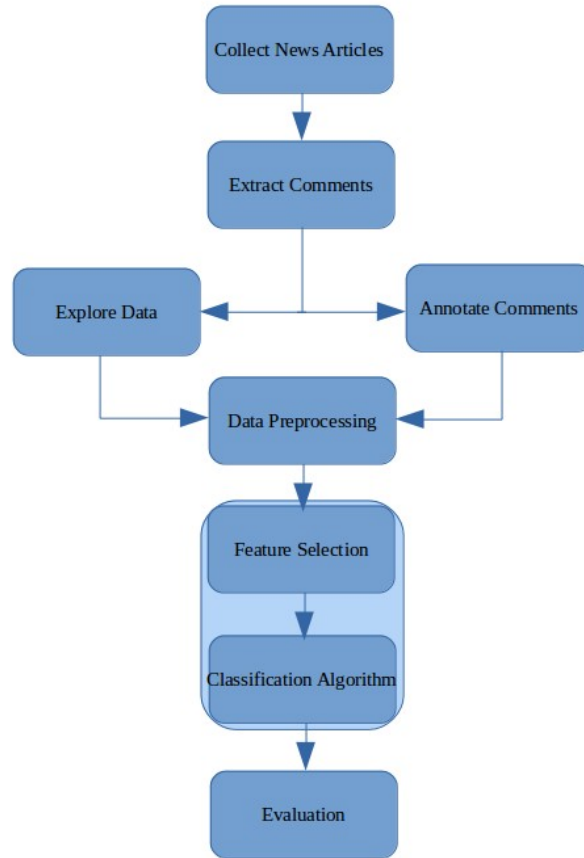 Collect News Articles
Extract Comments
Explore Data
Annotate Comments
Data Preprocessing
Feature Selection
Classification Algorithm
Evaluation